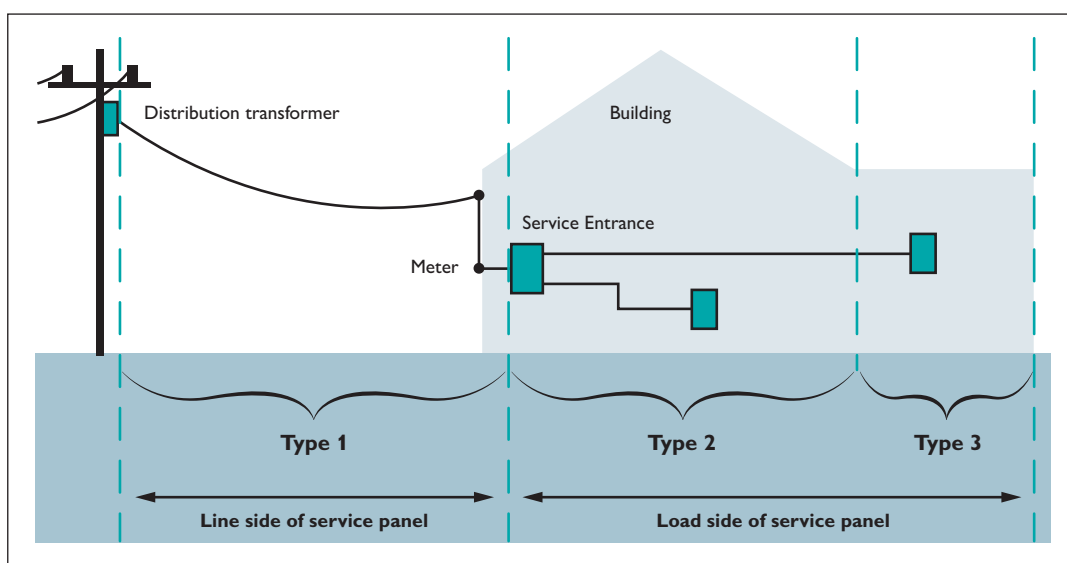 Distribution transformer
Building
Service Entrance
Meter
Type 1
Type 2
Type 3
Line side of service panel
Load side of service panel